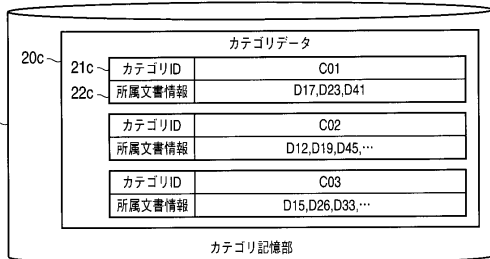 カテゴリデータ
20c
21c カテゴリID C01
22c 所属文書情報 D17,D23,D41
カテゴリID C02
所属文書情報 D12,D19,D45,…
カテゴリID C03
所属文書情報 D15,D26,D33,…
カテゴリ記憶部